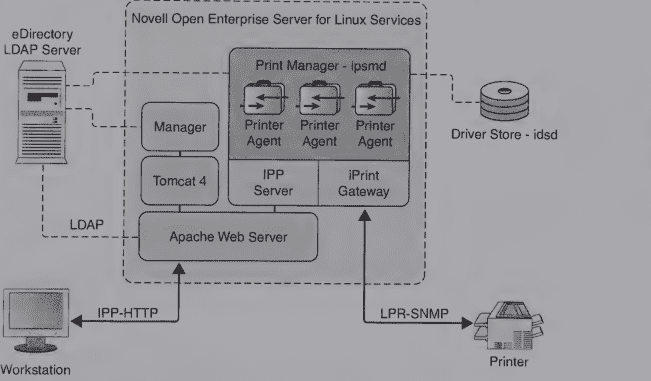 Novell Open Enterprise Server for Linux Services
eDirectory
LDAP Server
Print Manager - ipsmd
Printer
Agent
Printer
Agent
Printer
Agent
Driver Store - idsd
Manager
Tomcat 4
IPP
Server
iPrint
Gateway
LDAP
Apache Web Server
IPP-HTTP
LPR-SNMP
Workstation
Printer